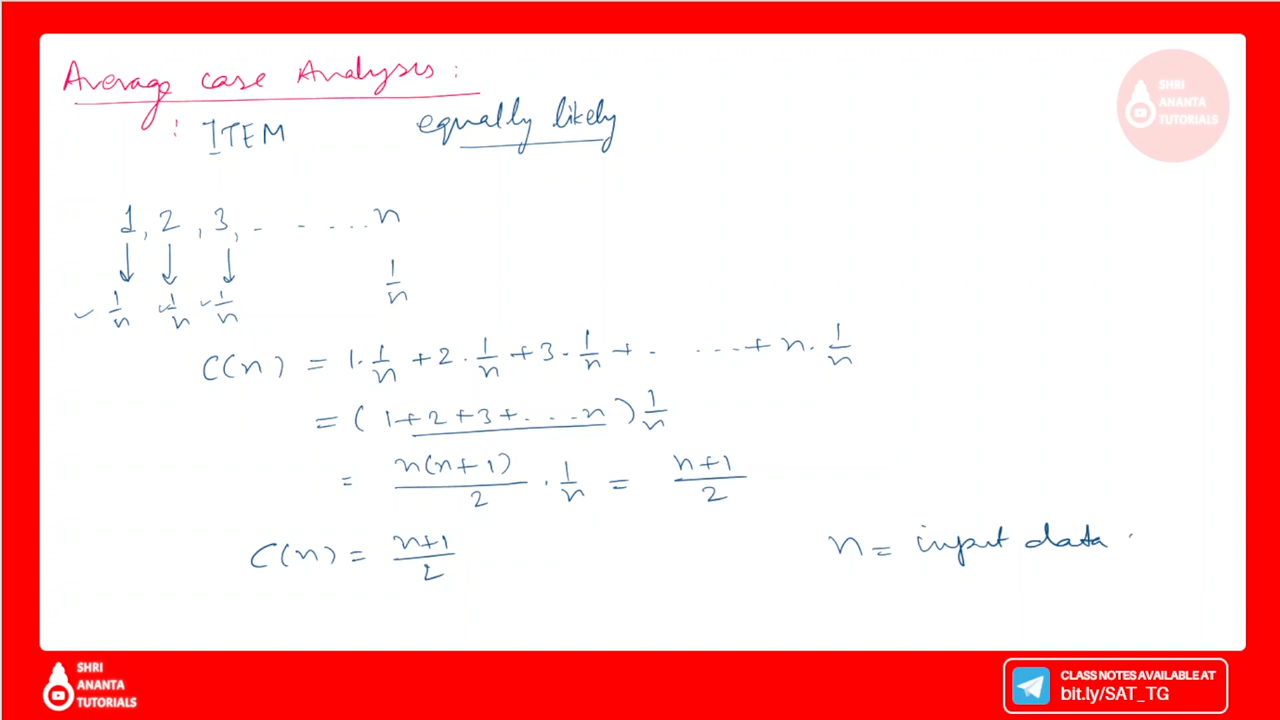 Average case Analysis :
: ITEM equally likely
SHRI
ANANTA
TUTORIALS
1, 2, 3, - - . . . n
1/n 1/n 1/n 1/n
C(n) = 1·1/n + 2·1/n + 3·1/n + . . . . + n·1/n
= (1+2+3+. . .n) 1/n
= n(n+1)/2 · 1/n = n+1/2
C(n) = n+1/2
n = input data .
SHRI
ANANTA
TUTORIALS
CLASS NOTES AVAILABLE AT
bit.ly/SAT_TG